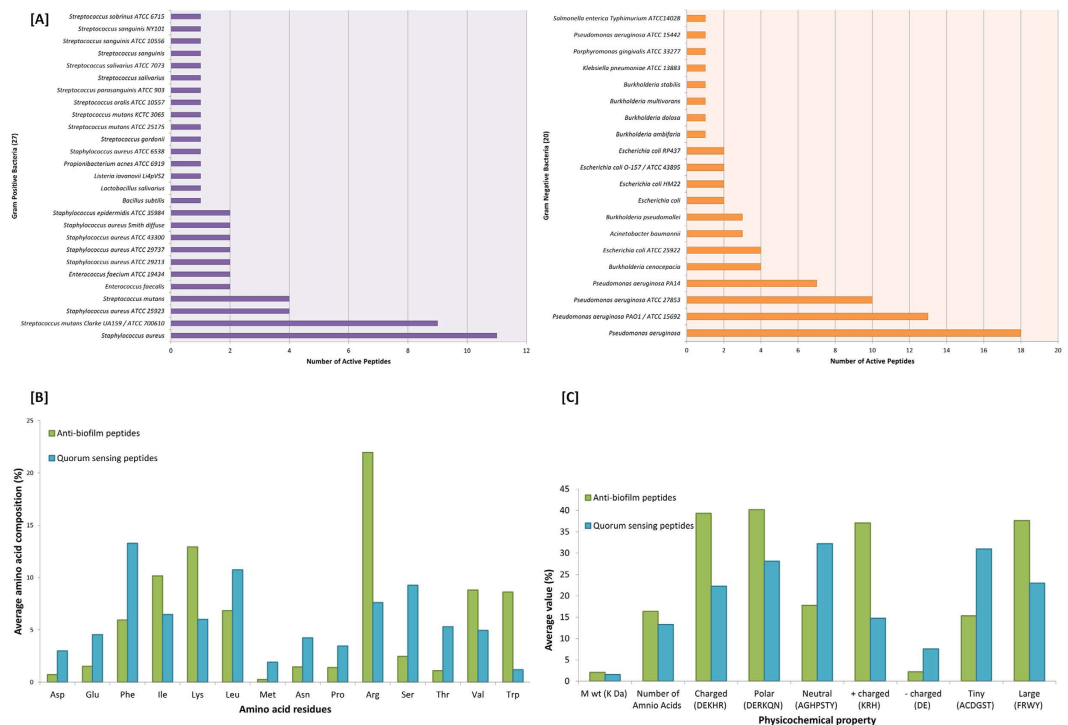 [A]
Gram Positive Bacteria (27)
Streptococcus sobrinus ATCC 6715
Streptococcus sanguinis NY101
Streptococcus sanguinis ATCC 10556
Streptococcus sanguinis
Streptococcus salivarius ATCC 7073
Streptococcus salivarius
Streptococcus parasanguinis ATCC 903
Streptococcus oralis ATCC 10557
Streptococcus mutans KCTC 3065
Streptococcus mutans ATCC 25175
Streptococcus gordonii
Staphylococcus aureus ATCC 6538
Propionibacterium acnes ATCC 6919
Listeria iavanovii Li4pVS2
Lactobacillus salivarius
Bacillus subtilis
Staphylococcus epidermidis ATCC 35984
Staphylococcus aureus Smith diffuse
Staphylococcus aureus ATCC 43300
Staphylococcus aureus ATCC 29737
Staphylococcus aureus ATCC 29213
Enterococcus faecium ATCC 19434
Enterococcus faecalis
Streptococcus mutans
Staphylococcus aureus ATCC 25923
Streptococcus mutans Clarke UA159 / ATCC 700610
Staphylococcus aureus
0 2 4 6 8 10 12
Number of Active Peptides
Gram Negative Bacteria (20)
Salmonella enterica Typhimurium ATCC14028
Pseudomonas aeruginosa ATCC 15442
Porphyromonas gingivalis ATCC 33277
Klebsiella pneumoniae ATCC 13883
Burkholderia stabilis
Burkholderia multivorans
Burkholderia dolosa
Burkholderia ambifaria
Escherichia coli RP437
Escherichia coli O-157 / ATCC 43895
Escherichia coli HM22
Escherichia coli
Burkholderia pseudomallei
Acinetobacter baumannii
Escherichia coli ATCC 25922
Burkholderia cenocepacia
Pseudomonas aeruginosa PA14
Pseudomonas aeruginosa ATCC 27853
Pseudomonas aeruginosa PAO1 / ATCC 15692
Pseudomonas aeruginosa
0 2 4 6 8 10 12 14 16 18 20
Number of Active Peptides
[B]
Average amino acid composition (%)
25
20
15
10
5
0
Anti-biofilm peptides
Quorum sensing peptides
Asp Glu Phe Ile Lys Leu Met Asn Pro Arg Ser Thr Val Trp
Amino acid residues
[C]
Average value (%)
45
40
35
30
25
20
15
10
5
0
Anti-biofilm peptides
Quorum sensing peptides
M wt (K Da) Number of Charged Polar Neutral + charged - charged Tiny Large
Amnio Acids (DEKHR) (DERKQN) (AGHPSTY) (KRH) (DE) (ACDGST) (FRWY)
Physicochemical property